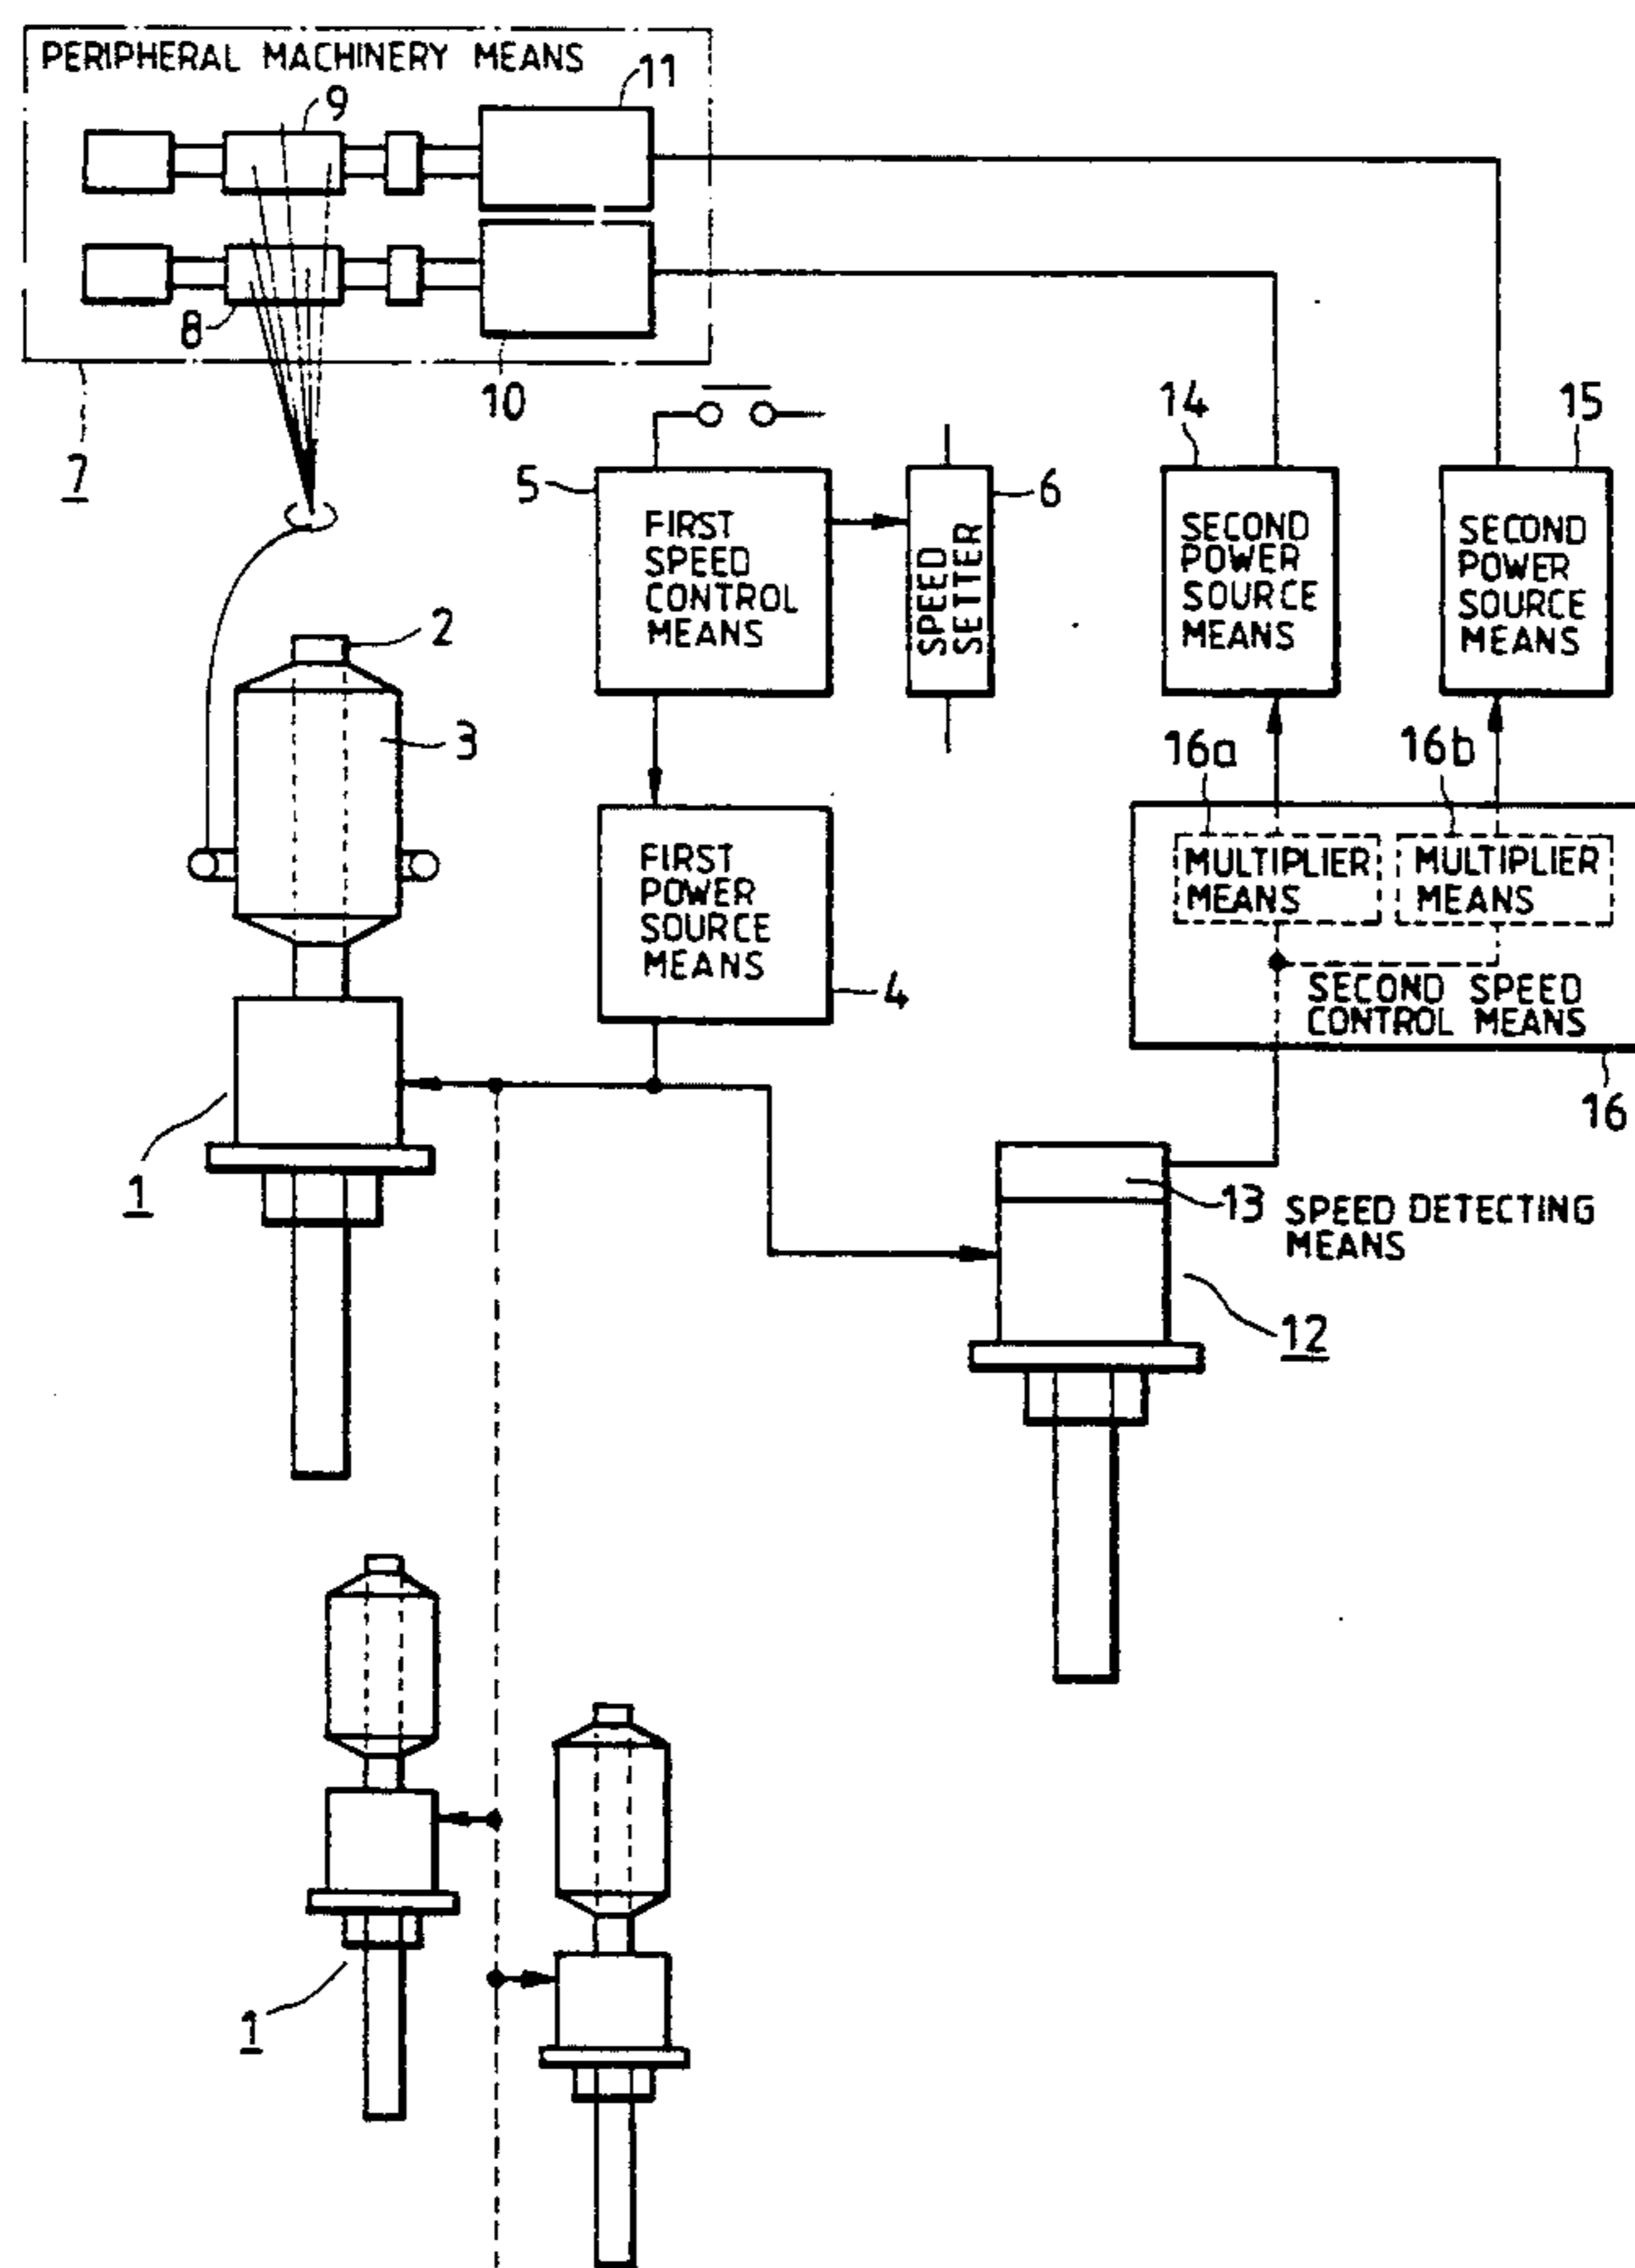 PERIPHERAL MACHINERY MEANS
11
9
8
10
7
14
15
5
FIRST
SPEED
CONTROL
MEANS
6
SPEED
SETTER
SECOND
POWER
SOURCE
MEANS
SECOND
POWER
SOURCE
MEANS
2
3
16a
16b
FIRST
POWER
SOURCE
MEANS
4
MULTIPLIER
MEANS
MULTIPLIER
MEANS
SECOND SPEED
CONTROL MEANS
16
1
13
SPEED DETECTING
MEANS
12
1